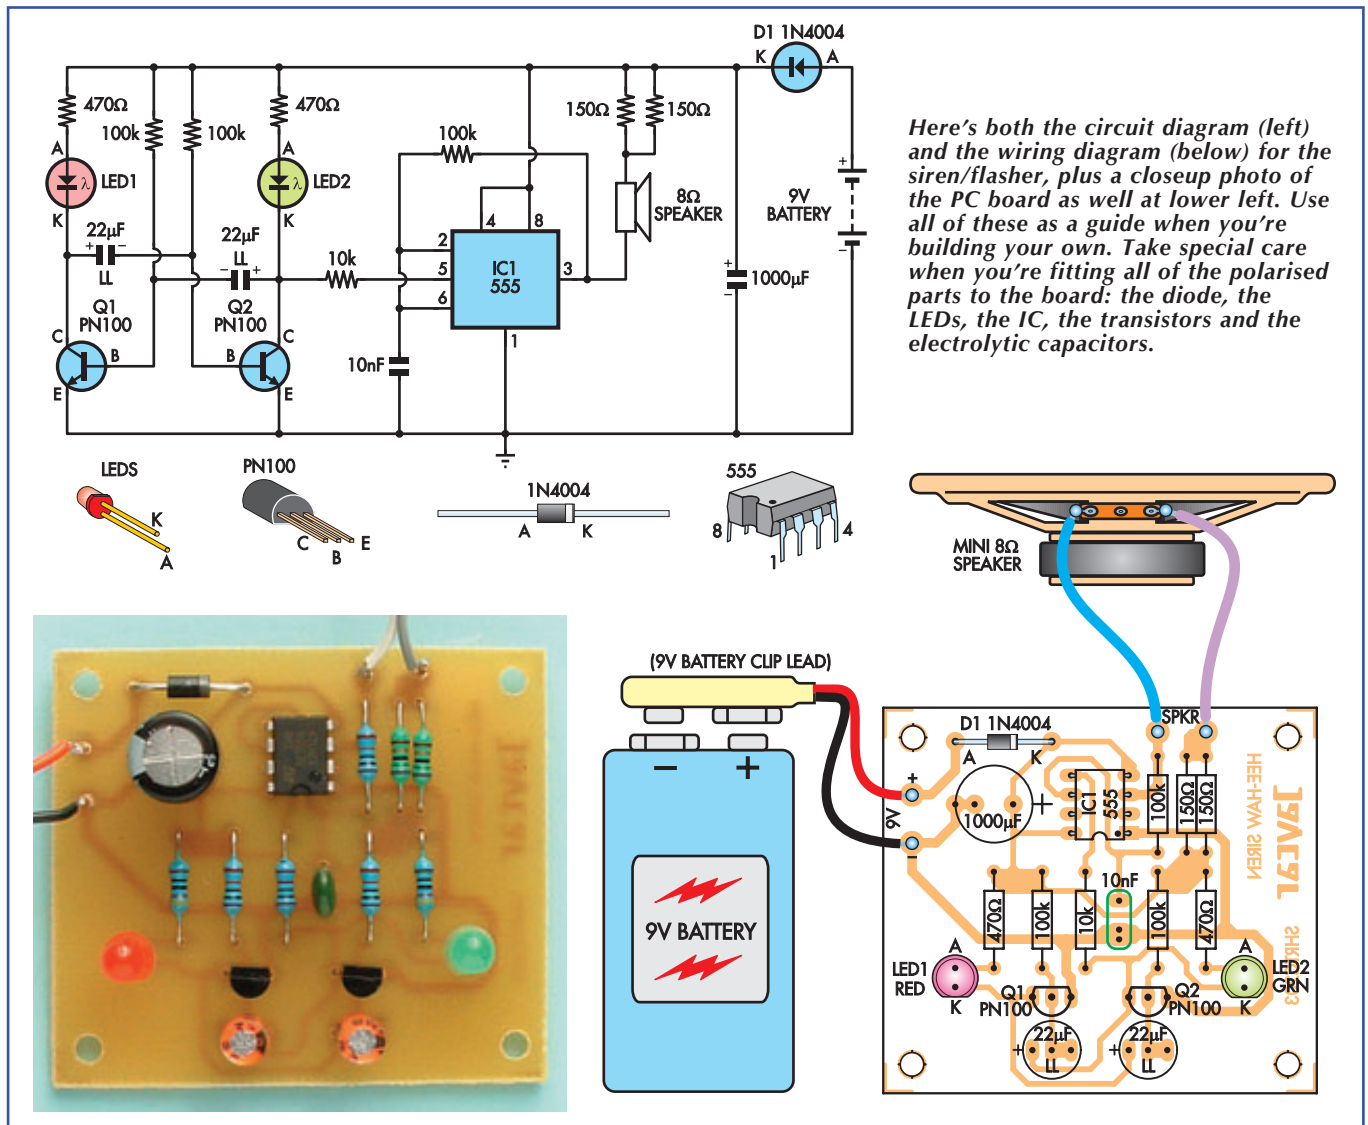 D1 1N4004
K A
470Ω 470Ω
100k 100k
150Ω 150Ω
100k
A A
LED1 LED2
λ λ
K K
8Ω
SPEAKER
9V
BATTERY
+
-
22µF 22µF
+ - - +
LL LL
10k
4 8
2
5
6
3
1
IC1
555
+
-
1000µF
Q1
PN100
Q2
PN100
C C
B B
E E
10nF
Here's both the circuit diagram (left)
and the wiring diagram (below) for the
siren/flasher, plus a closeup photo of
the PC board as well at lower left. Use
all of these as a guide when you're
building your own. Take special care
when you're fitting all of the polarised
parts to the board: the diode, the
LEDs, the IC, the transistors and the
electrolytic capacitors.
LEDS
K
A
PN100
C B E
1N4004
A K
555
8 4
1
MINI 8Ω
SPEAKER
(9V BATTERY CLIP LEAD)
- +
9V BATTERY
D1 1N4004
A K
SPKR
+
9V
-
1000µF +
IC1
555
100k
150Ω
150Ω
HEE-HAW SIREN
Jaycar
10nF
470Ω
100k
10k
100k
470Ω
A
LED1
RED
K
A
LED2
GRN
K
Q1
PN100
Q2
PN100
22µF
+
LL
22µF
+
LL